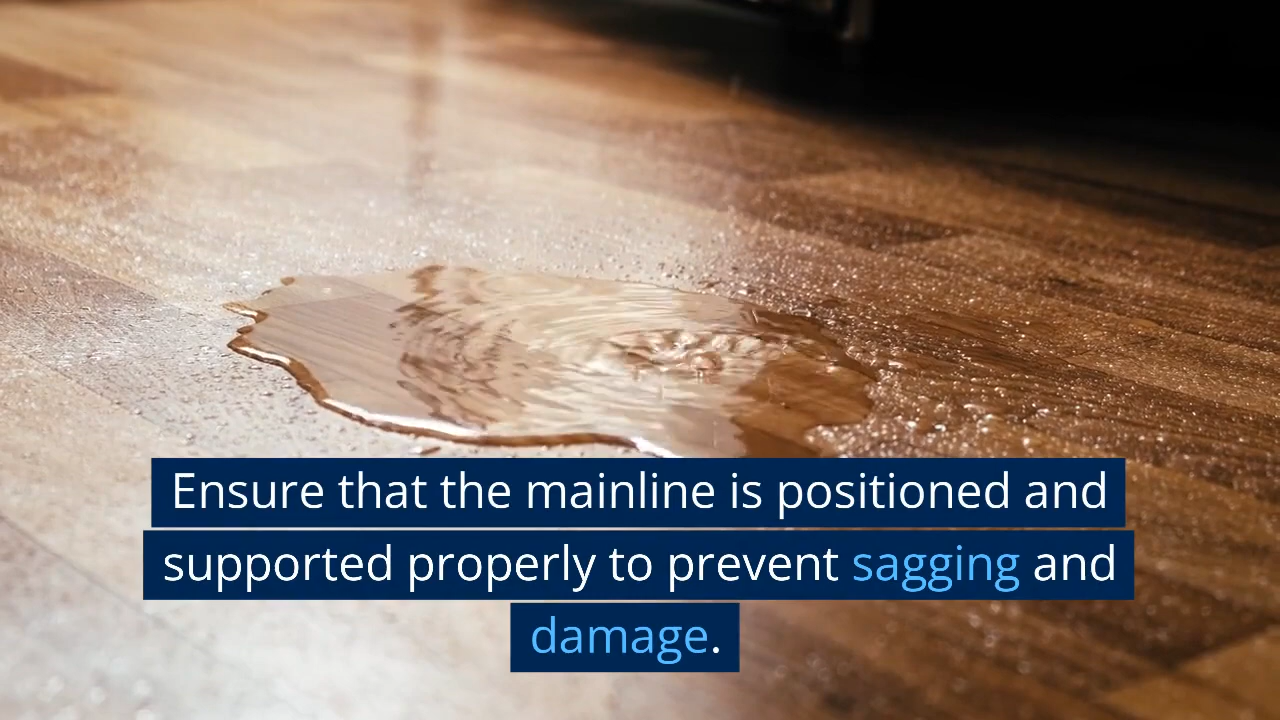 Ensure that the mainline is positioned and
supported properly to prevent sagging and
damage.